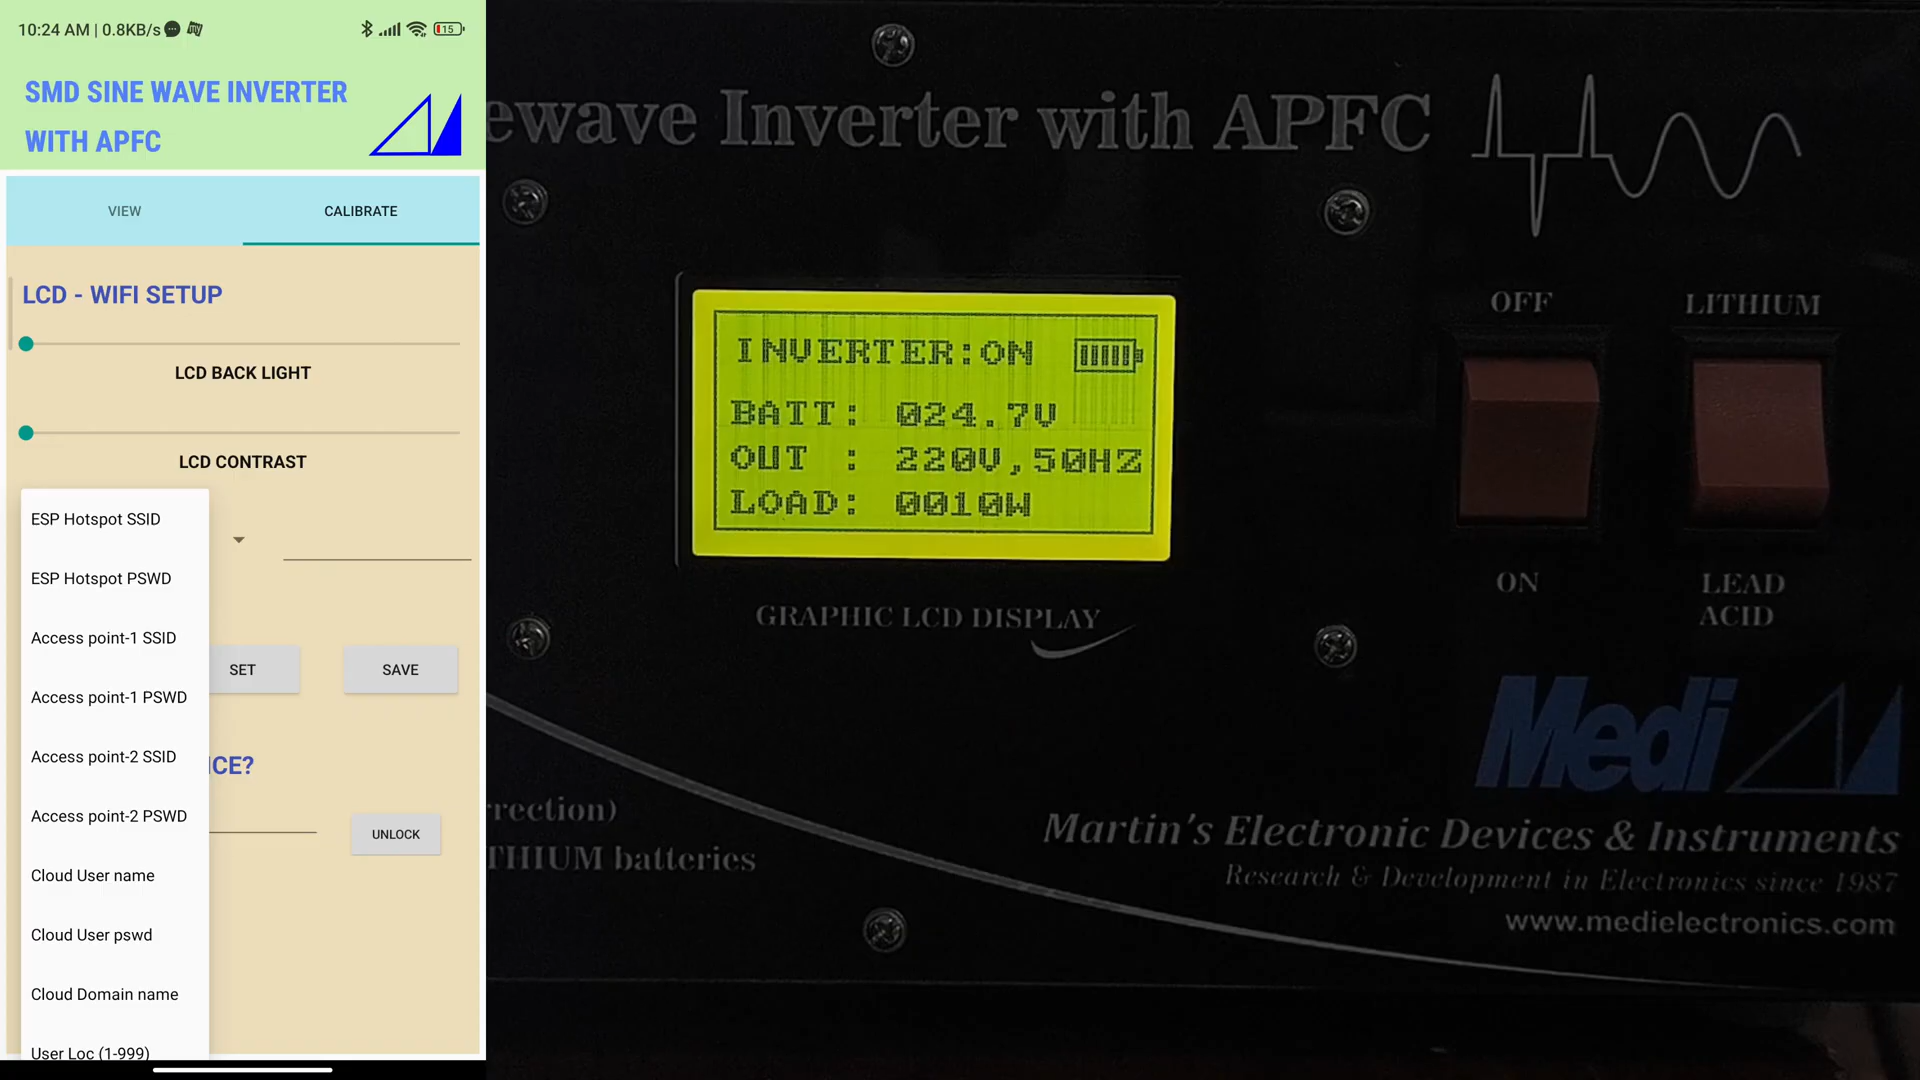 10:24 AM | 0.8KB/s
15
SMD SINE WAVE INVERTER
WITH APFC
VIEW
CALIBRATE
LCD - WIFI SETUP
LCD BACK LIGHT
LCD CONTRAST
ESP Hotspot SSID
ESP Hotspot PSWD
Access point-1 SSID
Access point-1 PSWD
Access point-2 SSID
Access point-2 PSWD
Cloud User name
Cloud User pswd
Cloud Domain name
User Loc (1-999)
SET
SAVE
ICE?
UNLOCK
ewave Inverter with APFC
INVERTER:ON
BATT: 024.7V
OUT : 220V,50HZ
LOAD: 0010W
GRAPHIC LCD DISPLAY
OFF
ON
LITHIUM
LEAD
ACID
Medi
rrection)
THIUM batteries
Martin's Electronic Devices & Instruments
Research & Development in Electronics since 1987
www.medielectronics.com